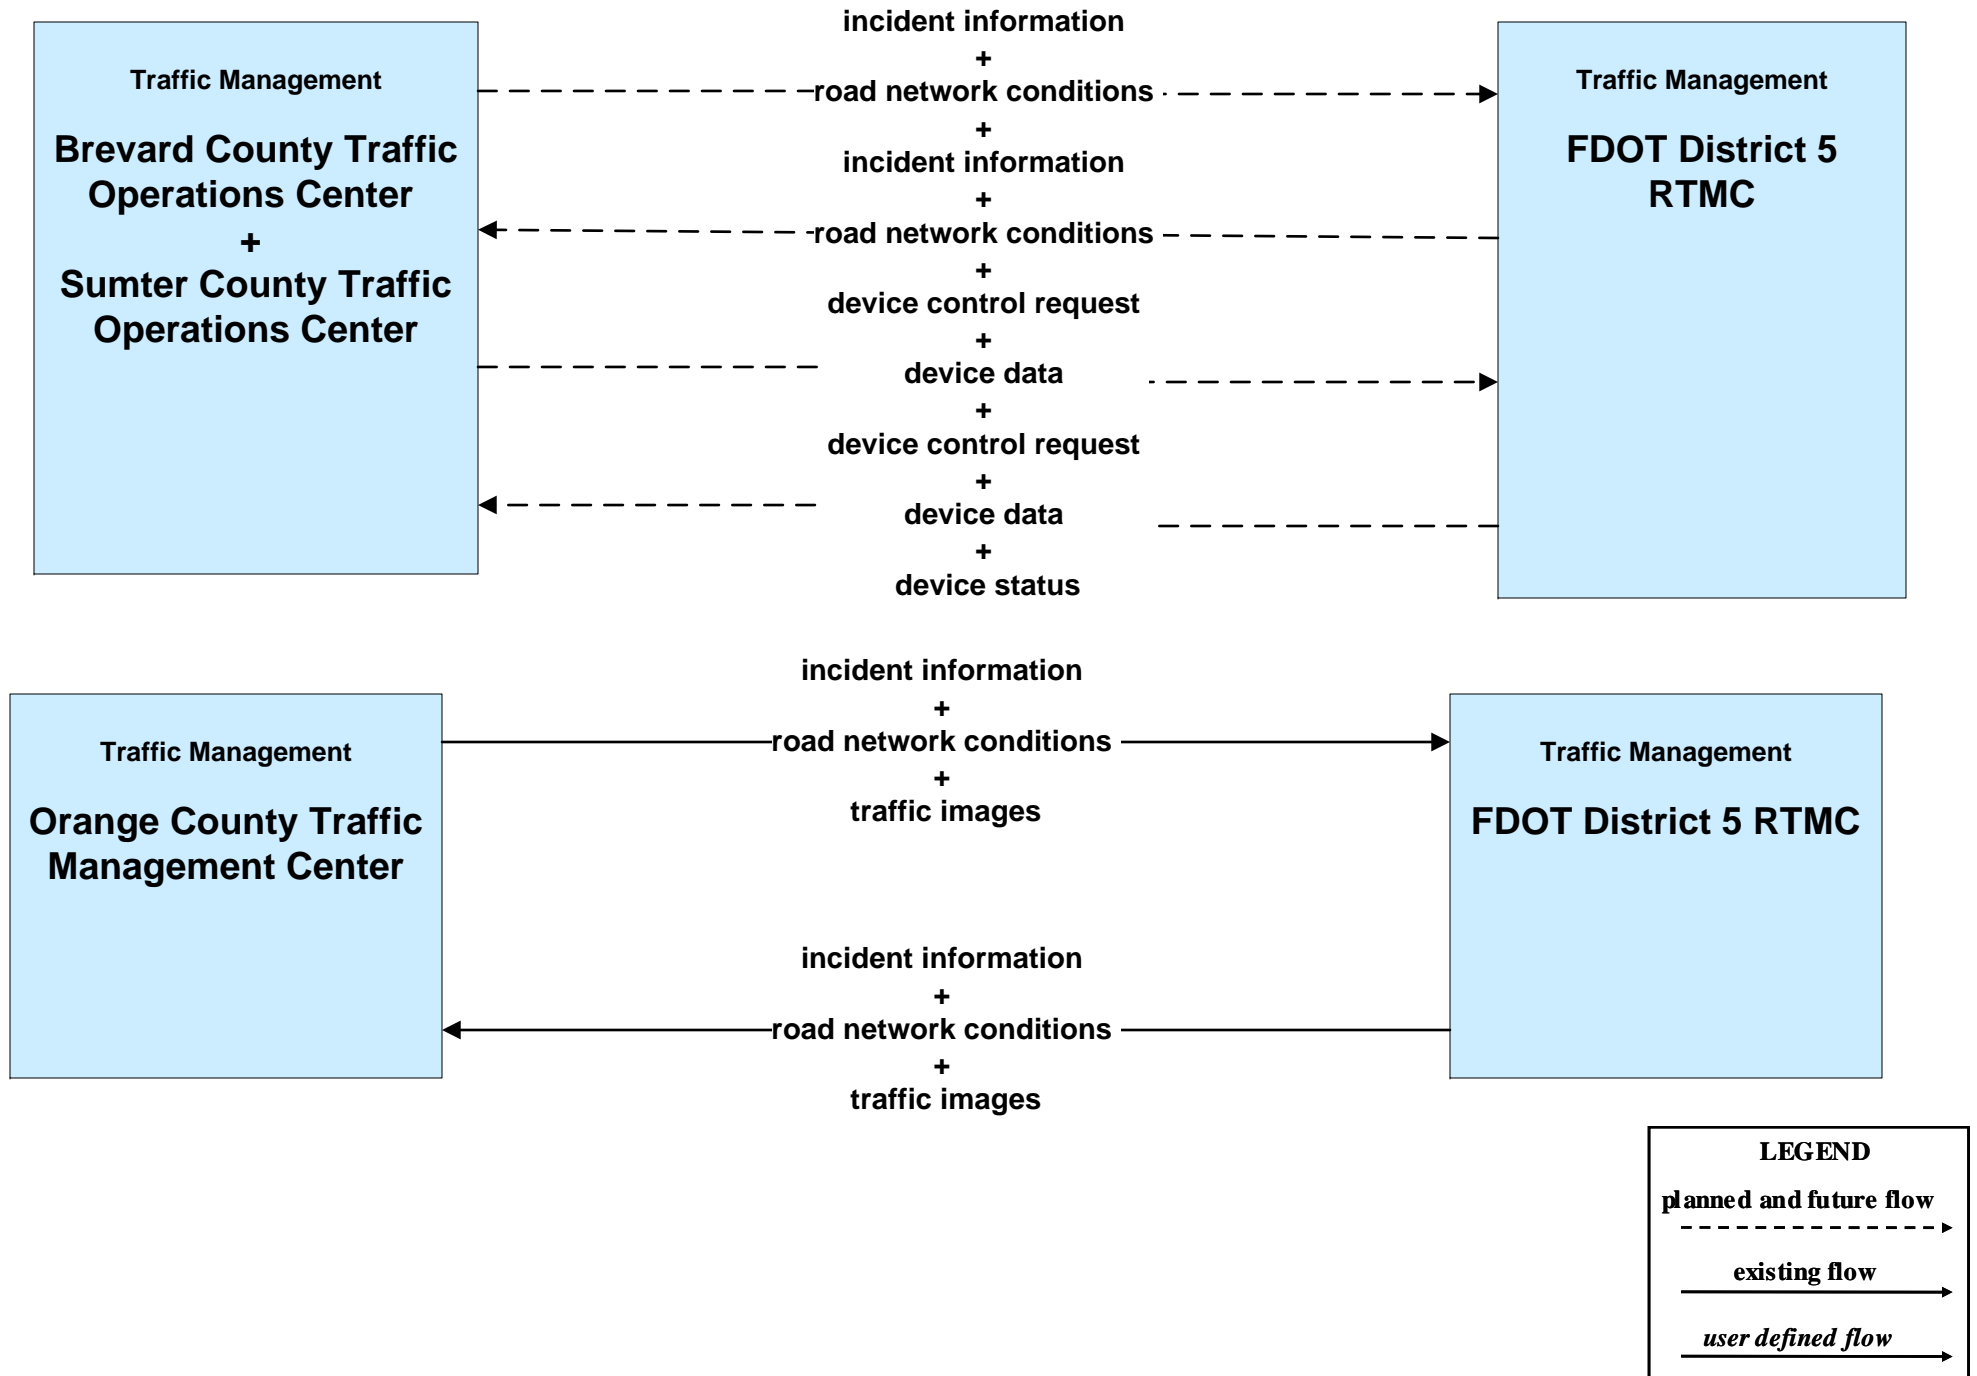 Traffic Management
Brevard County Traffic
Operations Center
+
Sumter County Traffic
Operations Center
incident information
+
road network conditions
+
incident information
+
road network conditions
+
device control request
+
device data
+
device control request
+
device data
+
device status
Traffic Management
FDOT District 5
RTMC
Traffic Management
Orange County Traffic
Management Center
incident information
+
road network conditions
+
traffic images
incident information
+
road network conditions
+
traffic images
Traffic Management
FDOT District 5 RTMC
LEGEND
planned and future flow
existing flow
user defined flow